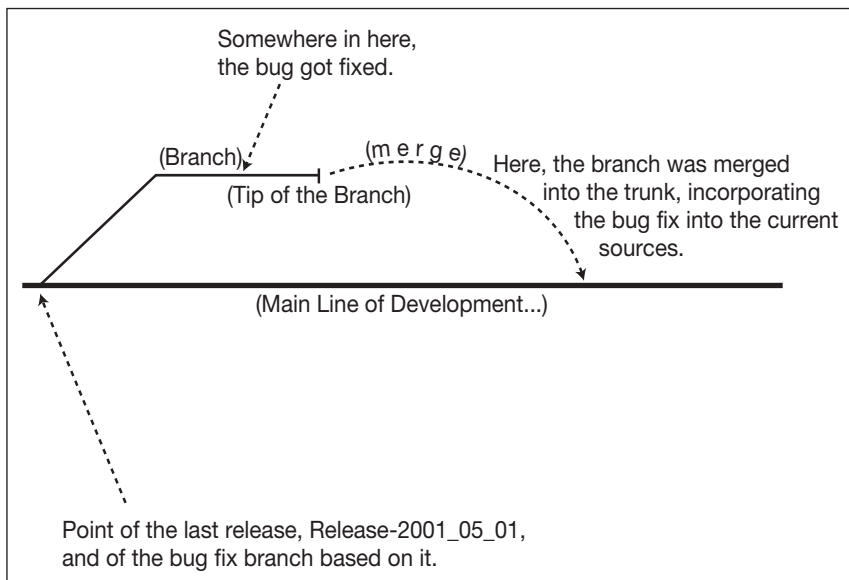 Somewhere in here,
the bug got fixed.
(Branch)
(merge)
(Tip of the Branch)
Here, the branch was merged
into the trunk, incorporating
the bug fix into the current
sources.
(Main Line of Development...)
Point of the last release, Release-2001_05_01,
and of the bug fix branch based on it.